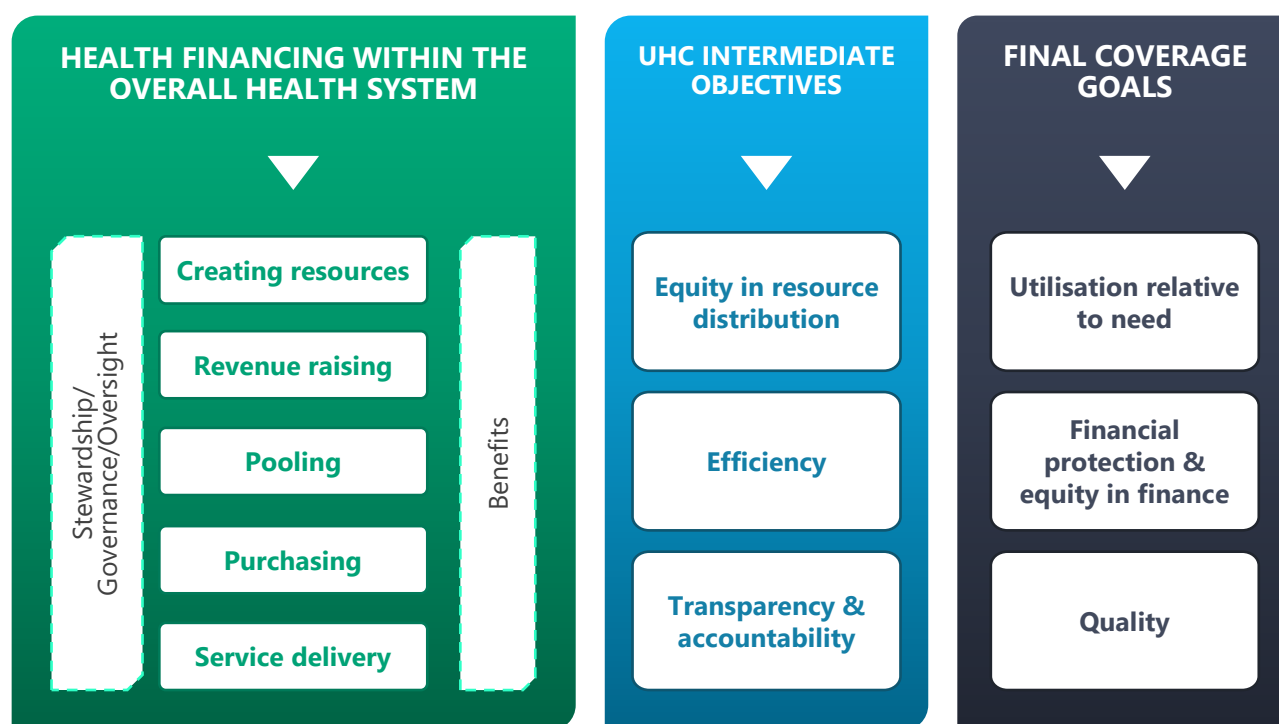 HEALTH FINANCING WITHIN THE
OVERALL HEALTH SYSTEM
Stewardship/
Governance/Oversight
Creating resources
Revenue raising
Pooling
Purchasing
Service delivery
Benefits
UHC INTERMEDIATE
OBJECTIVES
Equity in resource
distribution
Efficiency
Transparency &
accountability
FINAL COVERAGE
GOALS
Utilisation relative
to need
Financial
protection &
equity in finance
Quality